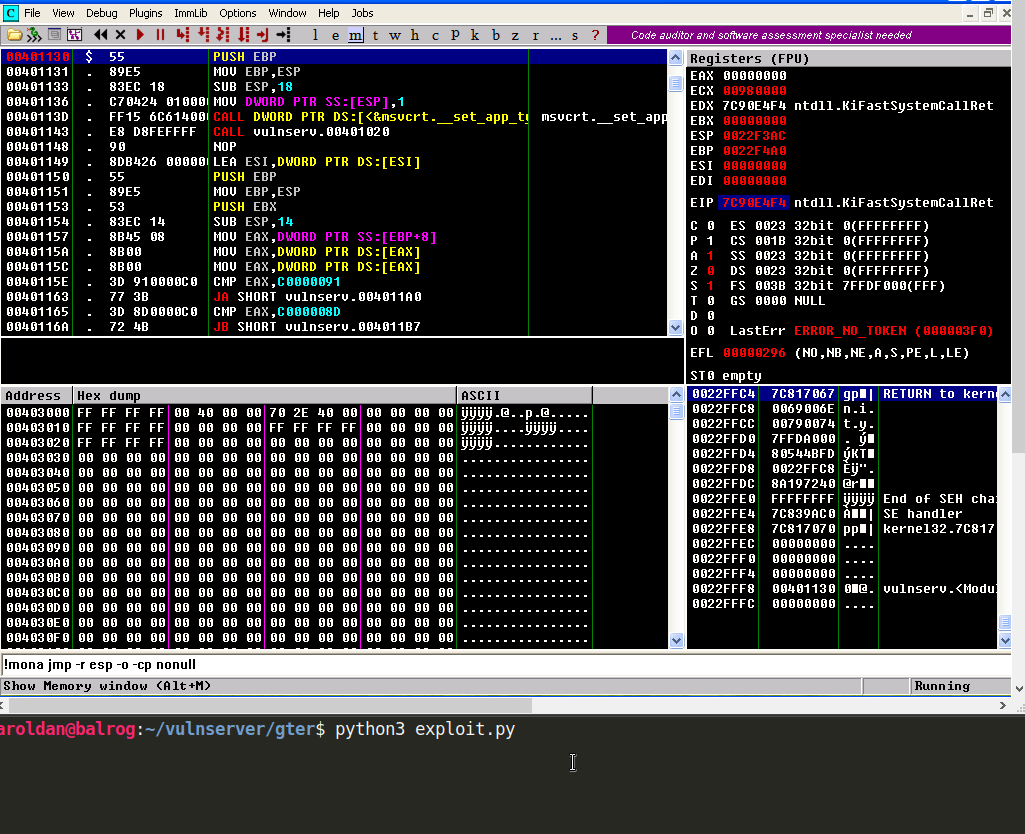 C File View Debug Plugins ImmLib Options Window Help Jobs
l e m t w h c P k b z r ... s ? Code auditor and software assessment specialist needed
00401130 $ 55 PUSH EBP
00401131 . 89E5 MOV EBP,ESP
00401133 . 83EC 18 SUB ESP,18
00401136 . C70424 010000 MOV DWORD PTR SS:[ESP],1
0040113D . FF15 6C614000 CALL DWORD PTR DS:[<&msvcrt.__set_app_ty msvcrt.__set_app
00401143 . E8 D8FEFFFF CALL vulnserv.00401020
00401148 . 90 NOP
00401149 . 8DB426 000000 LEA ESI,DWORD PTR DS:[ESI]
00401150 . 55 PUSH EBP
00401151 . 89E5 MOV EBP,ESP
00401153 . 53 PUSH EBX
00401154 . 83EC 14 SUB ESP,14
00401157 . 8B45 08 MOV EAX,DWORD PTR SS:[EBP+8]
0040115A . 8B00 MOV EAX,DWORD PTR DS:[EAX]
0040115C . 8B00 MOV EAX,DWORD PTR DS:[EAX]
0040115E . 3D 910000C0 CMP EAX,C0000091
00401163 . 77 3B JA SHORT vulnserv.004011A0
00401165 . 3D 8D0000C0 CMP EAX,C000008D
0040116A . 72 4B JB SHORT vulnserv.004011B7
Registers (FPU)
EAX 00000000
ECX 00980000
EDX 7C90E4F4 ntdll.KiFastSystemCallRet
EBX 00000000
ESP 0022F3AC
EBP 0022F4A0
ESI 00000000
EDI 00000000
EIP 7C90E4F4 ntdll.KiFastSystemCallRet
C 0 ES 0023 32bit 0(FFFFFFFF)
P 1 CS 001B 32bit 0(FFFFFFFF)
A 1 SS 0023 32bit 0(FFFFFFFF)
Z 0 DS 0023 32bit 0(FFFFFFFF)
S 1 FS 003B 32bit 7FFDF000(FFF)
T 0 GS 0000 NULL
D 0
O 0 LastErr ERROR_NO_TOKEN (000003F0)
EFL 00000296 (NO,NB,NE,A,S,PE,L,LE)
ST0 empty
Address Hex dump ASCII
00403000 FF FF FF FF 00 40 00 00 70 2E 40 00 00 00 00 00 ÿÿÿÿ.@..p.@.....
00403010 FF FF FF FF 00 00 00 00 FF FF FF FF 00 00 00 00 ÿÿÿÿ....ÿÿÿÿ....
00403020 FF FF FF FF 00 00 00 00 00 00 00 00 00 00 00 00 ÿÿÿÿ............
00403030 00 00 00 00 00 00 00 00 00 00 00 00 00 00 00 00 ................
00403040 00 00 00 00 00 00 00 00 00 00 00 00 00 00 00 00 ................
00403050 00 00 00 00 00 00 00 00 00 00 00 00 00 00 00 00 ................
00403060 00 00 00 00 00 00 00 00 00 00 00 00 00 00 00 00 ................
00403070 00 00 00 00 00 00 00 00 00 00 00 00 00 00 00 00 ................
00403080 00 00 00 00 00 00 00 00 00 00 00 00 00 00 00 00 ................
00403090 00 00 00 00 00 00 00 00 00 00 00 00 00 00 00 00 ................
004030A0 00 00 00 00 00 00 00 00 00 00 00 00 00 00 00 00 ................
004030B0 00 00 00 00 00 00 00 00 00 00 00 00 00 00 00 00 ................
004030C0 00 00 00 00 00 00 00 00 00 00 00 00 00 00 00 00 ................
004030D0 00 00 00 00 00 00 00 00 00 00 00 00 00 00 00 00 ................
004030E0 00 00 00 00 00 00 00 00 00 00 00 00 00 00 00 00 ................
004030F0 00 00 00 00 00 00 00 00 00 00 00 00 00 00 00 00 ................
0022FFC4 7C817067 gp | RETURN to kerne
0022FFC8 0069006E n.i.
0022FFCC 00790074 t.y.
0022FFD0 7FFDA000 . ý
0022FFD4 80544BFD ýKT
0022FFD8 0022FFC8 Èÿ".
0022FFDC 8A197240 @r
0022FFE0 FFFFFFFF ÿÿÿÿ End of SEH chai
0022FFE4 7C839AC0 À | SE handler
0022FFE8 7C817070 pp | kernel32.7C817
0022FFEC 00000000 ....
0022FFF0 00000000 ....
0022FFF4 00000000 ....
0022FFF8 00401130 0 @. vulnserv.<Modul
0022FFFC 00000000 ....
!mona jmp -r esp -o -cp nonull
Show Memory window (Alt+M) Running
aroldan@balrog:~/vulnserver/gter$ python3 exploit.py